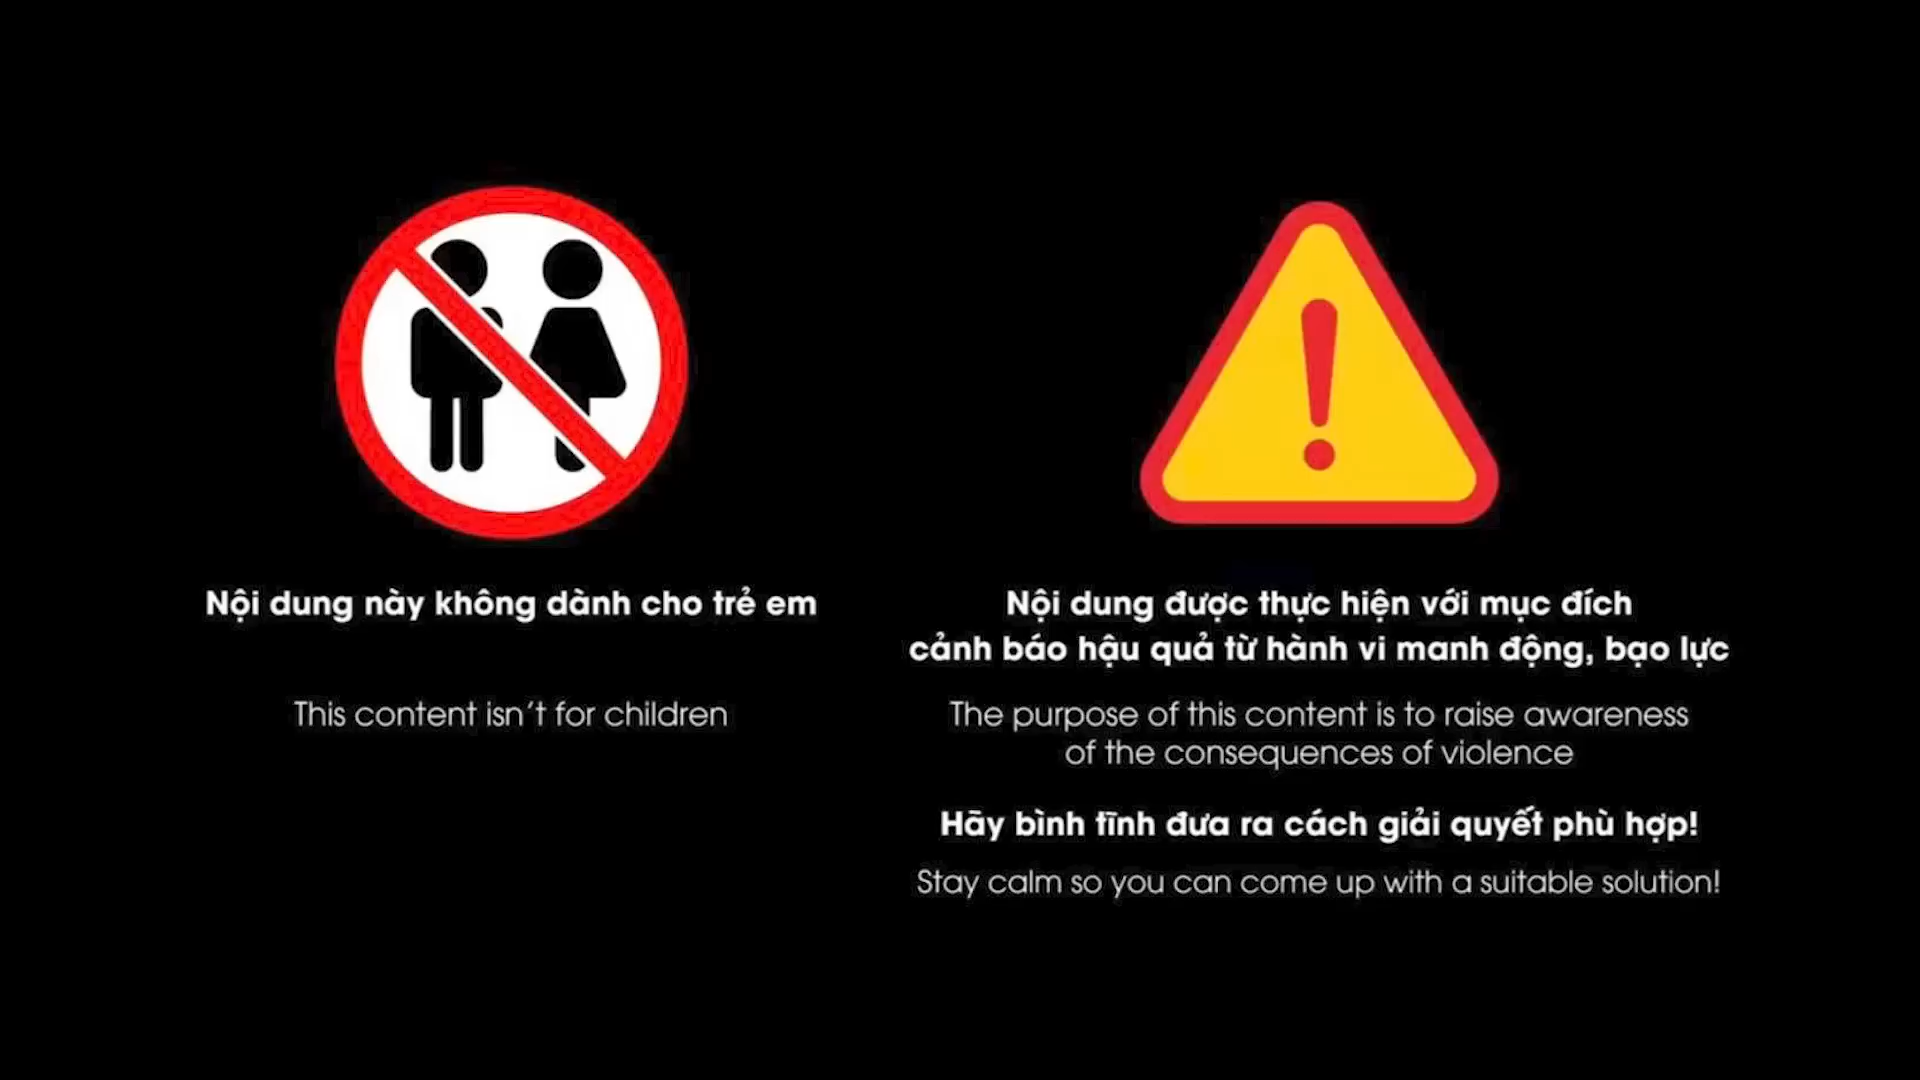 Nội dung này không dành cho trẻ em
This content isn't for children
Nội dung được thực hiện với mục đích
cảnh báo hậu quả từ hành vi manh động, bạo lực
The purpose of this content is to raise awareness
of the consequences of violence
Hãy bình tĩnh đưa ra cách giải quyết phù hợp!
Stay calm so you can come up with a suitable solution!